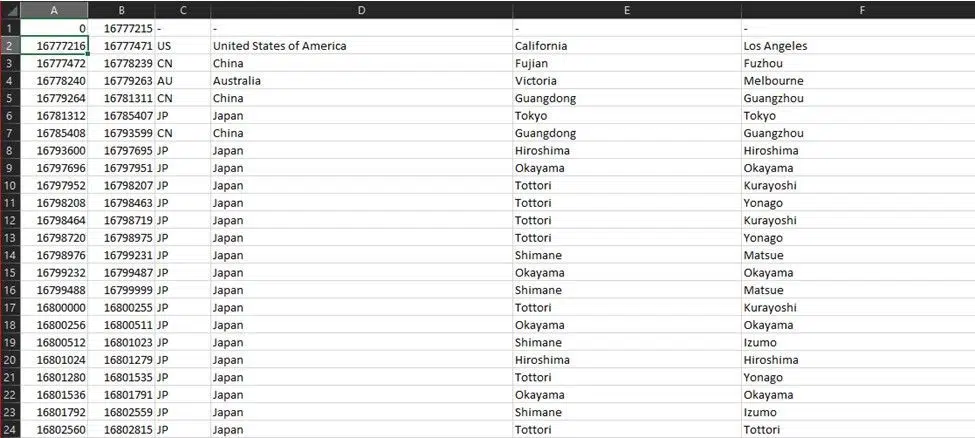 A B C D E F
1 0 16777215 - - - -
2 16777216 16777471 US United States of America California Los Angeles
3 16777472 16778239 CN China Fujian Fuzhou
4 16778240 16779263 AU Australia Victoria Melbourne
5 16779264 16781311 CN China Guangdong Guangzhou
6 16781312 16785407 JP Japan Tokyo Tokyo
7 16785408 16793599 CN China Guangdong Guangzhou
8 16793600 16797695 JP Japan Hiroshima Hiroshima
9 16797696 16797951 JP Japan Okayama Okayama
10 16797952 16798207 JP Japan Tottori Kurayoshi
11 16798208 16798463 JP Japan Tottori Yonago
12 16798464 16798719 JP Japan Tottori Kurayoshi
13 16798720 16798975 JP Japan Tottori Yonago
14 16798976 16799231 JP Japan Shimane Matsue
15 16799232 16799487 JP Japan Okayama Okayama
16 16799488 16799999 JP Japan Shimane Matsue
17 16800000 16800255 JP Japan Tottori Kurayoshi
18 16800256 16800511 JP Japan Okayama Okayama
19 16800512 16801023 JP Japan Shimane Izumo
20 16801024 16801279 JP Japan Hiroshima Hiroshima
21 16801280 16801535 JP Japan Tottori Yonago
22 16801536 16801791 JP Japan Okayama Okayama
23 16801792 16802559 JP Japan Shimane Izumo
24 16802560 16802815 JP Japan Tottori Tottori